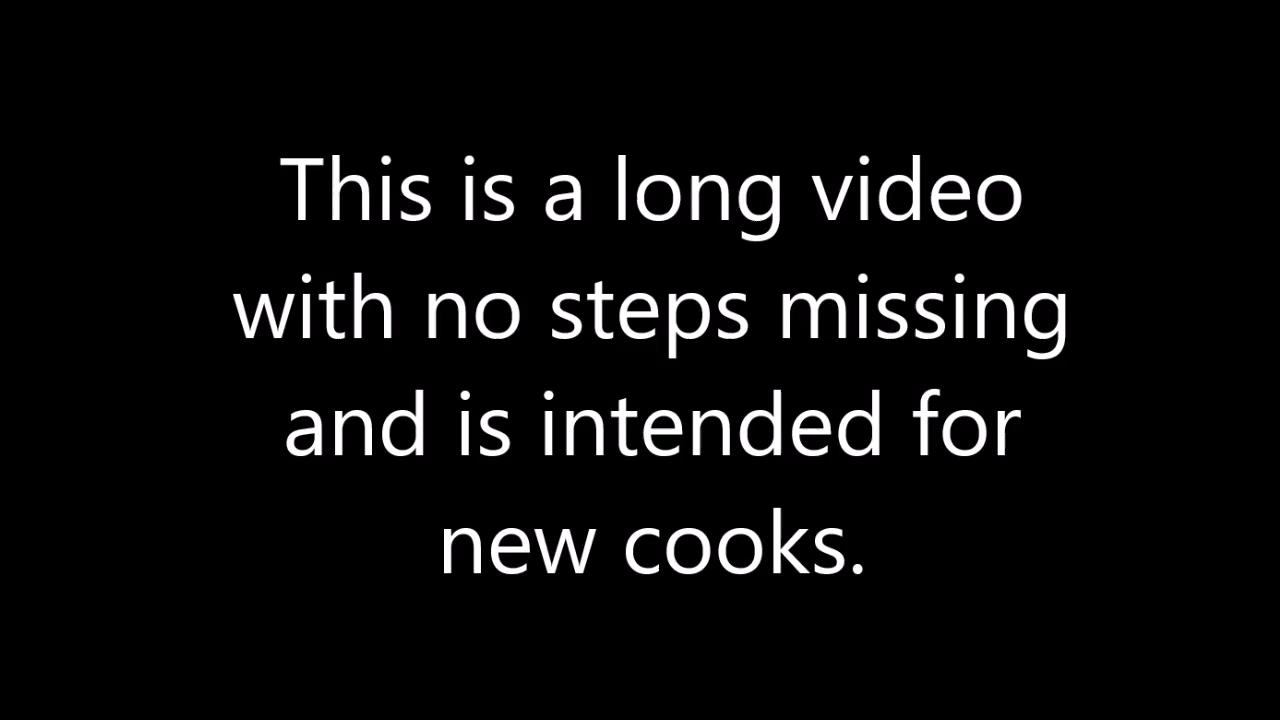 This is a long video
with no steps missing
and is intended for
new cooks.